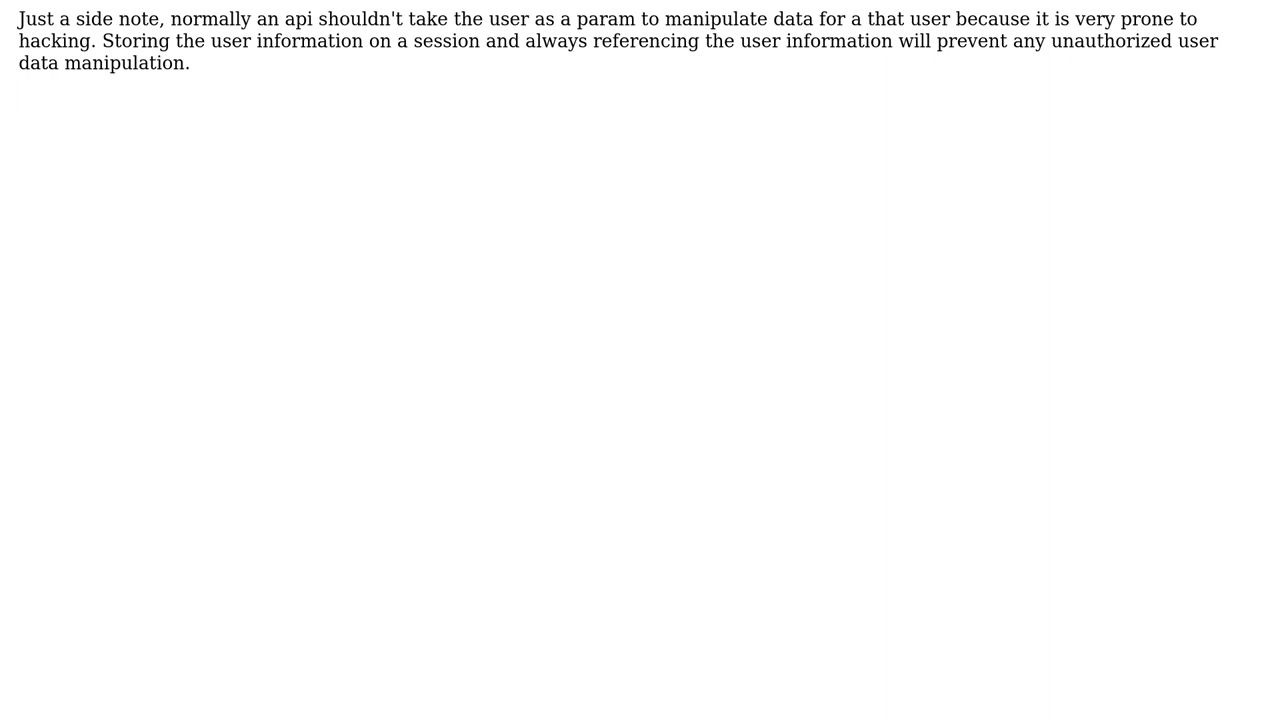 Just a side note, normally an api shouldn't take the user as a param to manipulate data for a that user because it is very prone to
hacking. Storing the user information on a session and always referencing the user information will prevent any unauthorized user
data manipulation.